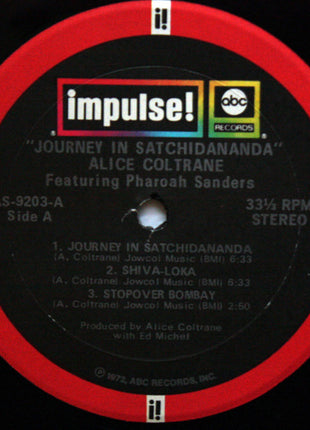 i!
impulse!
abc
RECORDS
"JOURNEY IN SATCHIDANANDA"
ALICE COLTRANE
Featuring Pharoah Sanders
AS-9203-A 33⅓ RPM
Side A STEREO
1. JOURNEY IN SATCHIDANANDA
(A. Coltrane) Jowcol Music (BMI) 6:33
2. SHIVA-LOKA
(A. Coltrane) Jowcol Music (BMI) 6:33
3. STOPOVER BOMBAY
(A. Coltrane) Jowcol Music (BMI) 2:50
Produced by Alice Coltrane
with Ed Michel
℗ 1972, ABC RECORDS, INC.
i!